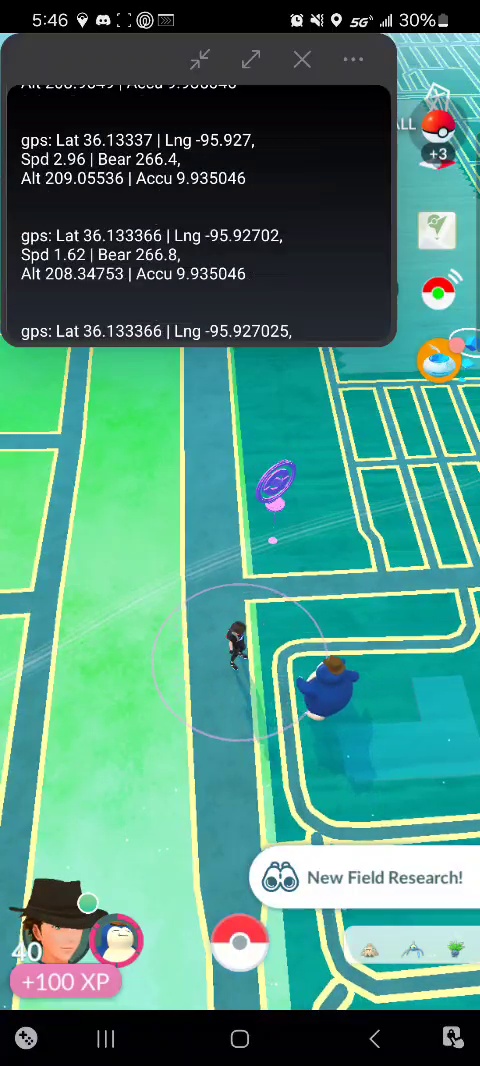 5:46
5G
30%
gps: Lat 36.13337 | Lng -95.927,
Spd 2.96 | Bear 266.4,
Alt 209.05536 | Accu 9.935046
gps: Lat 36.133366 | Lng -95.92702,
Spd 1.62 | Bear 266.8,
Alt 208.34753 | Accu 9.935046
gps: Lat 36.133366 | Lng -95.927025,
ALL
+3
New Field Research!
40
+100 XP